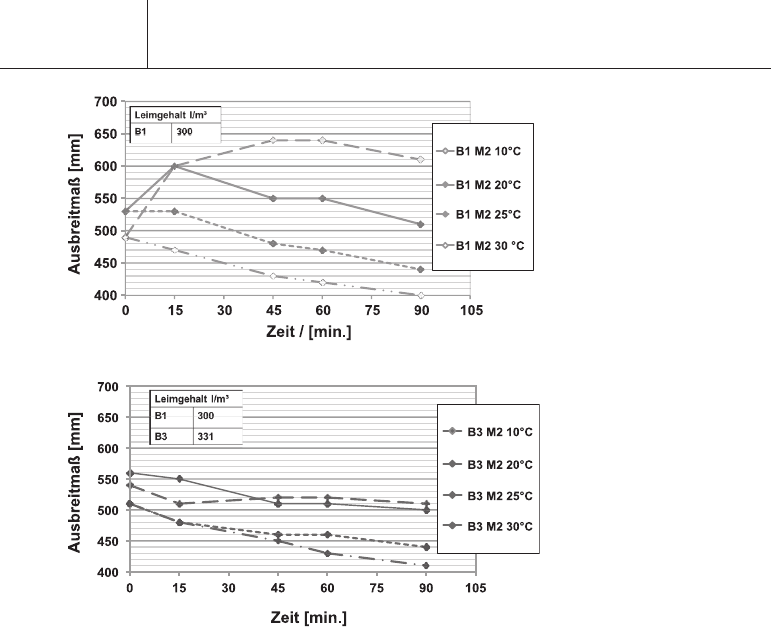 700
650
600
550
500
450
400
Ausbreitmaß [mm]
Leimgehalt l/m³
B1 300
B1 M2 10°C
B1 M2 20°C
B1 M2 25°C
B1 M2 30 °C
0 15 30 45 60 75 90 105
Zeit / [min.]
700
650
600
550
500
450
400
Ausbreitmaß [mm]
Leimgehalt l/m³
B1 300
B3 331
B3 M2 10°C
B3 M2 20°C
B3 M2 25°C
B3 M2 30°C
0 15 30 45 60 75 90 105
Zeit [min.]